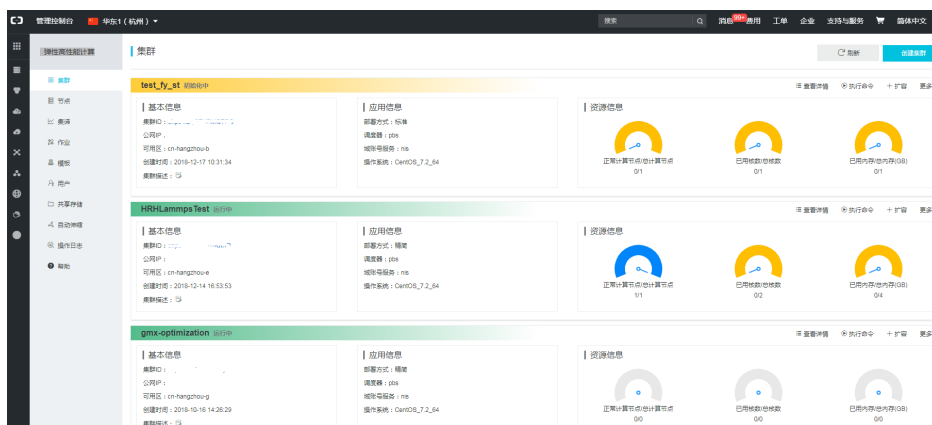 管理控制台 华东1(杭州) 搜索 消息 99+ 费用 工单 企业 支持与服务 简体中文
弹性高性能计算
集群
节点
作业
模板
用户
共享存储
自动伸缩
操作日志
帮助
集群 刷新 创建集群
test_fy_st 初始化中 查看详情 执行命令 扩容 更多
基本信息 应用信息 资源信息
集群ID: 部署方式:标准
公网IP: 调度器:pbs
可用区:cn-hangzhou-b 域账号服务:nis
创建时间:2018-12-17 10:31:34 操作系统:CentOS_7.2_64
集群描述:
正常计算节点/总计算节点 已用核数/总核数 已用内存/总内存(GB)
0/1 0/1 0/1
HRHLammpsTest 运行中 查看详情 执行命令 扩容 更多
基本信息 应用信息 资源信息
集群ID: 部署方式:精简
公网IP: 调度器:pbs
可用区:cn-hangzhou-e 域账号服务:nis
创建时间:2018-12-14 16:53:53 操作系统:CentOS_7.2_64
集群描述:
正常计算节点/总计算节点 已用核数/总核数 已用内存/总内存(GB)
1/1 0/2 0/4
gmx-optimization 运行中 查看详情 执行命令 扩容 更多
基本信息 应用信息 资源信息
集群ID: 部署方式:精简
公网IP: 调度器:pbs
可用区:cn-hangzhou-g 域账号服务:nis
创建时间:2018-10-16 14:26:29 操作系统:CentOS_7.2_64
集群描述:
正常计算节点/总计算节点 已用核数/总核数 已用内存/总内存(GB)
0/0 0/0 0/0